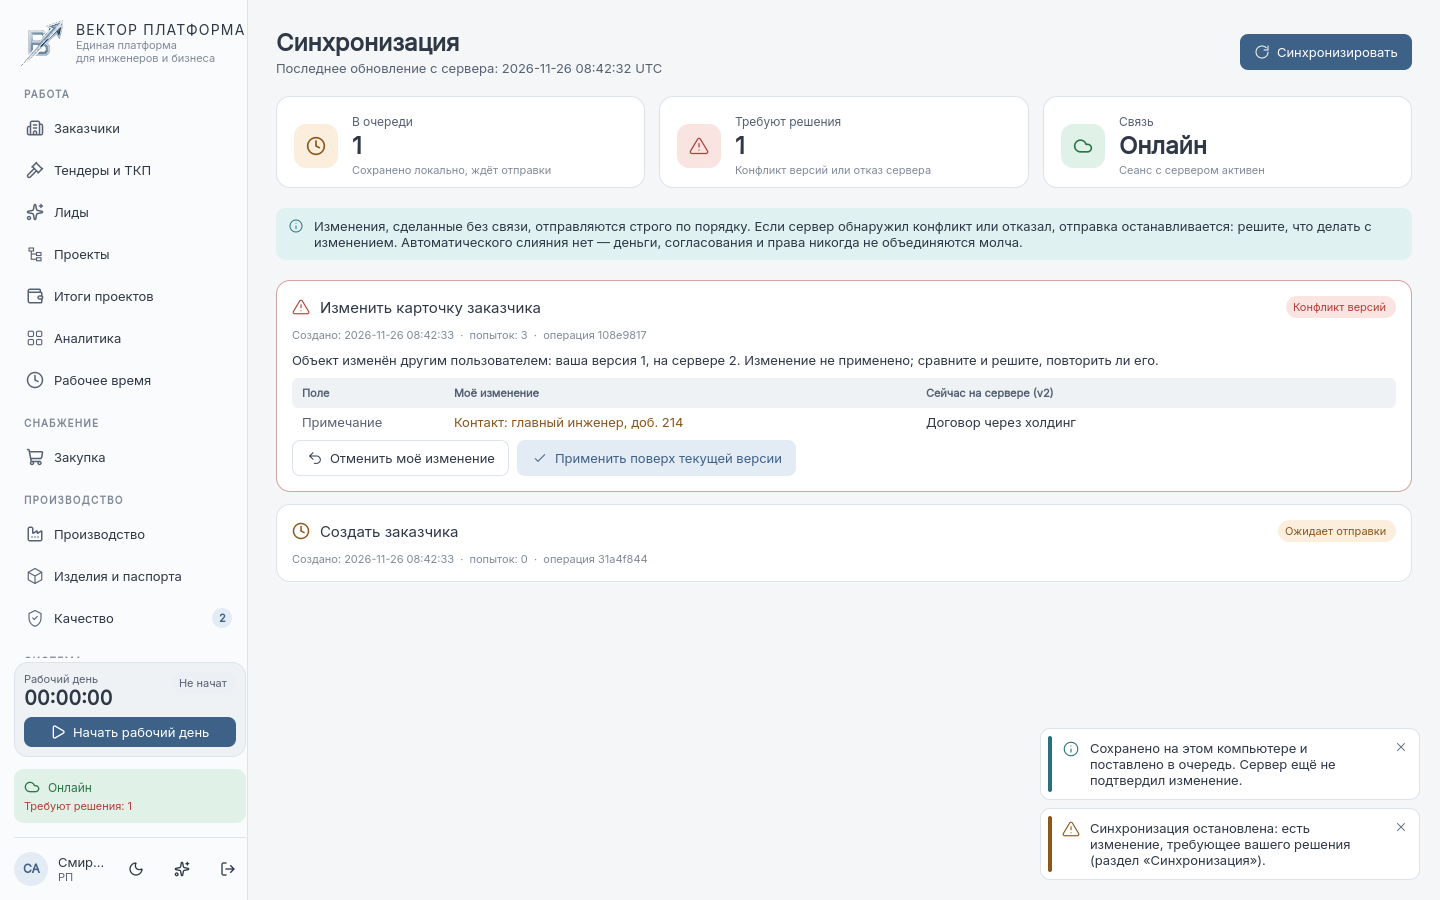 ВЕКТОР ПЛАТФОРМА
Единая платформа
для инженеров и бизнеса
РАБОТА
Заказчики
Тендеры и ТКП
Лиды
Проекты
Итоги проектов
Аналитика
Рабочее время
СНАБЖЕНИЕ
Закупка
ПРОИЗВОДСТВО
Производство
Изделия и паспорта
Качество 2
Рабочий день
Не начат
00:00:00
Начать рабочий день
Онлайн
Требуют решения: 1
СА
Смир...
РП
Синхронизация
Последнее обновление с сервера: 2026-11-26 08:42:32 UTC
Синхронизировать
В очереди
1
Сохранено локально, ждёт отправки
Требуют решения
1
Конфликт версий или отказ сервера
Связь
Онлайн
Сеанс с сервером активен
Изменения, сделанные без связи, отправляются строго по порядку. Если сервер обнаружил конфликт или отказал, отправка останавливается: решите, что делать с
изменением. Автоматического слияния нет — деньги, согласования и права никогда не объединяются молча.
Изменить карточку заказчика
Конфликт версий
Создано: 2026-11-26 08:42:33 · попыток: 3 · операция 108e9817
Объект изменён другим пользователем: ваша версия 1, на сервере 2. Изменение не применено; сравните и решите, повторить ли его.
Поле Моё изменение Сейчас на сервере (v2)
Примечание Контакт: главный инженер, доб. 214 Договор через холдинг
Отменить моё изменение
Применить поверх текущей версии
Создать заказчика
Ожидает отправки
Создано: 2026-11-26 08:42:33 · попыток: 0 · операция 31a4f844
Сохранено на этом компьютере и
поставлено в очередь. Сервер ещё не
подтвердил изменение.
Синхронизация остановлена: есть
изменение, требующее вашего решения
(раздел «Синхронизация»).